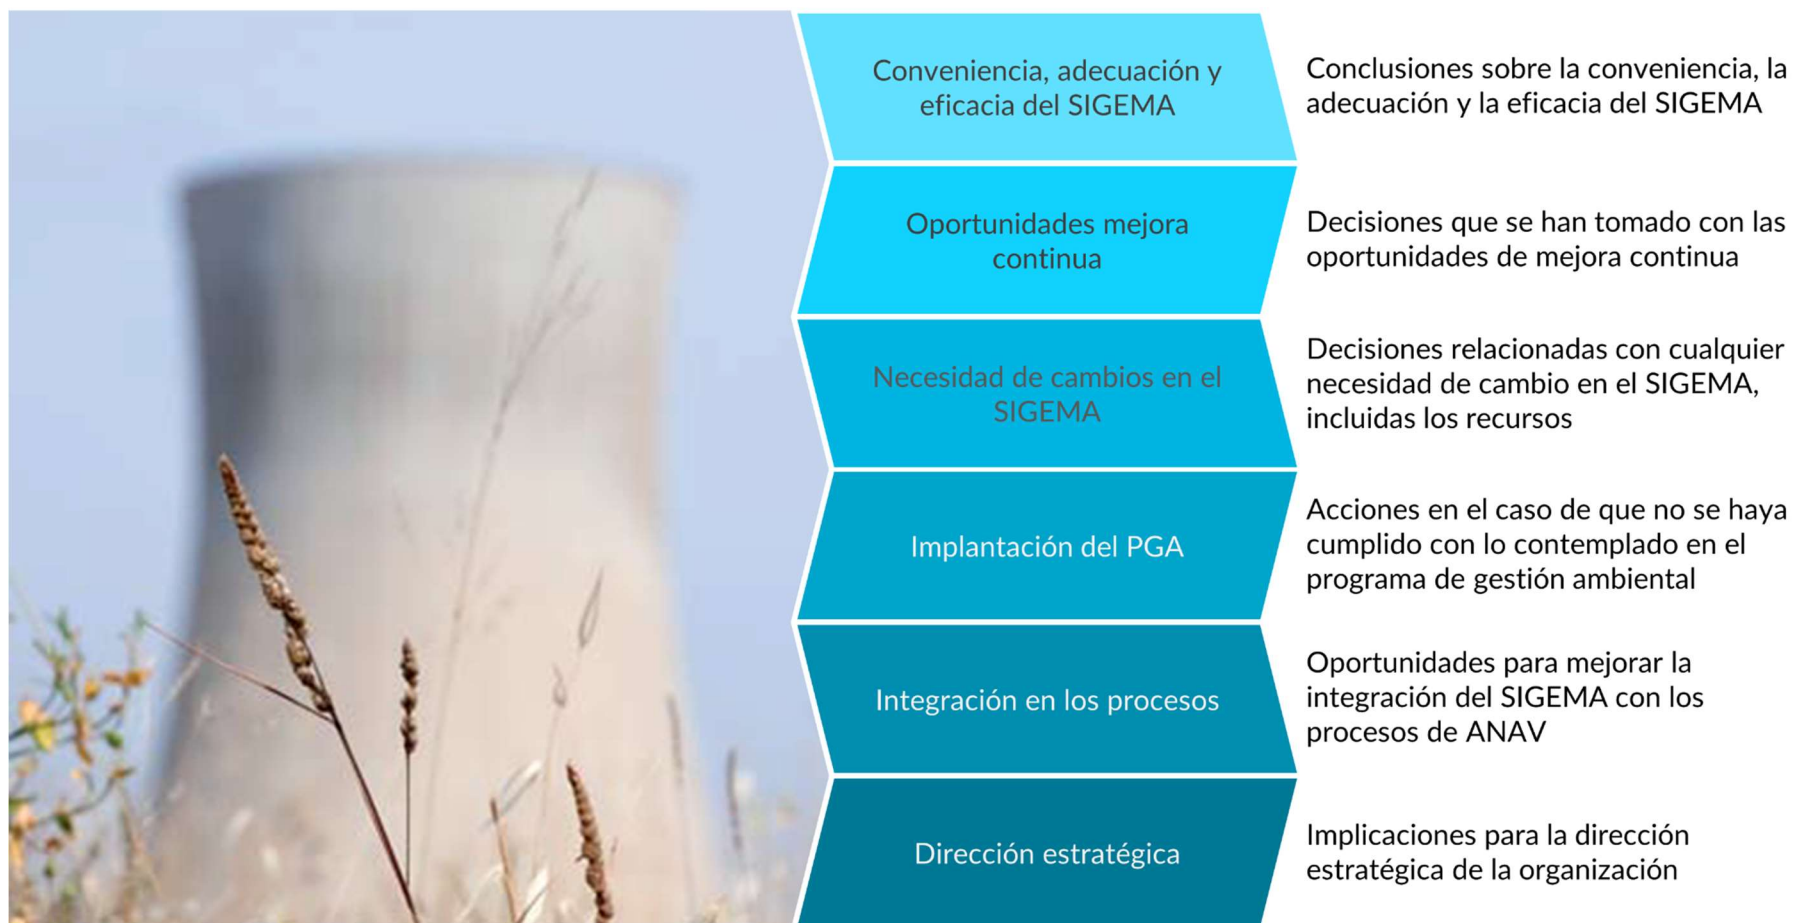 Conveniencia, adecuación y
eficacia del SIGEMA
Conclusiones sobre la conveniencia, la
adecuación y la eficacia del SIGEMA
Oportunidades mejora
continua
Decisiones que se han tomado con las
oportunidades de mejora continua
Necesidad de cambios en el
SIGEMA
Decisiones relacionadas con cualquier
necesidad de cambio en el SIGEMA,
incluidas los recursos
Implantación del PGA
Acciones en el caso de que no se haya
cumplido con lo contemplado en el
programa de gestión ambiental
Integración en los procesos
Oportunidades para mejorar la
integración del SIGEMA con los
procesos de ANAV
Dirección estratégica
Implicaciones para la dirección
estratégica de la organización